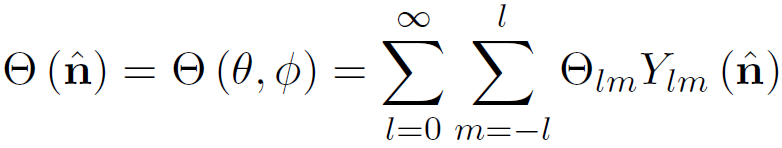 Θ (n̂) = Θ (θ, ϕ) = ∑_{l=0}^{∞} ∑_{m=−l}^{l} Θ_{lm} Y_{lm} (n̂)